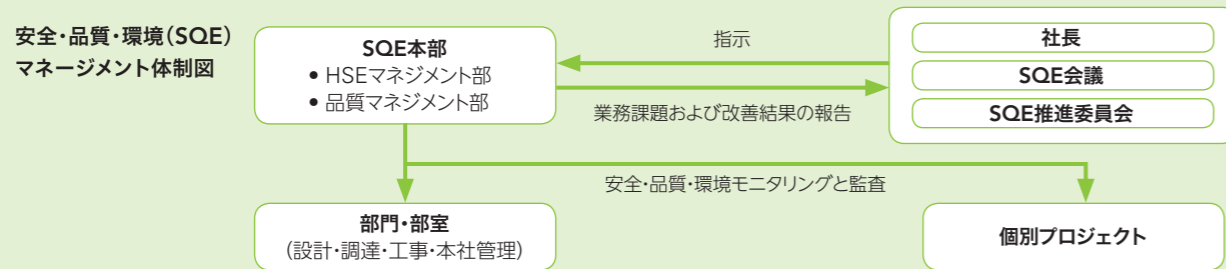 安全・品質・環境（SQE）
マネージメント体制図
SQE本部
• HSEマネジメント部
• 品質マネジメント部
指示
業務課題および改善結果の報告
社長
SQE会議
SQE推進委員会
安全・品質・環境モニタリングと監査
部門・部室
（設計・調達・工事・本社管理）
個別プロジェクト